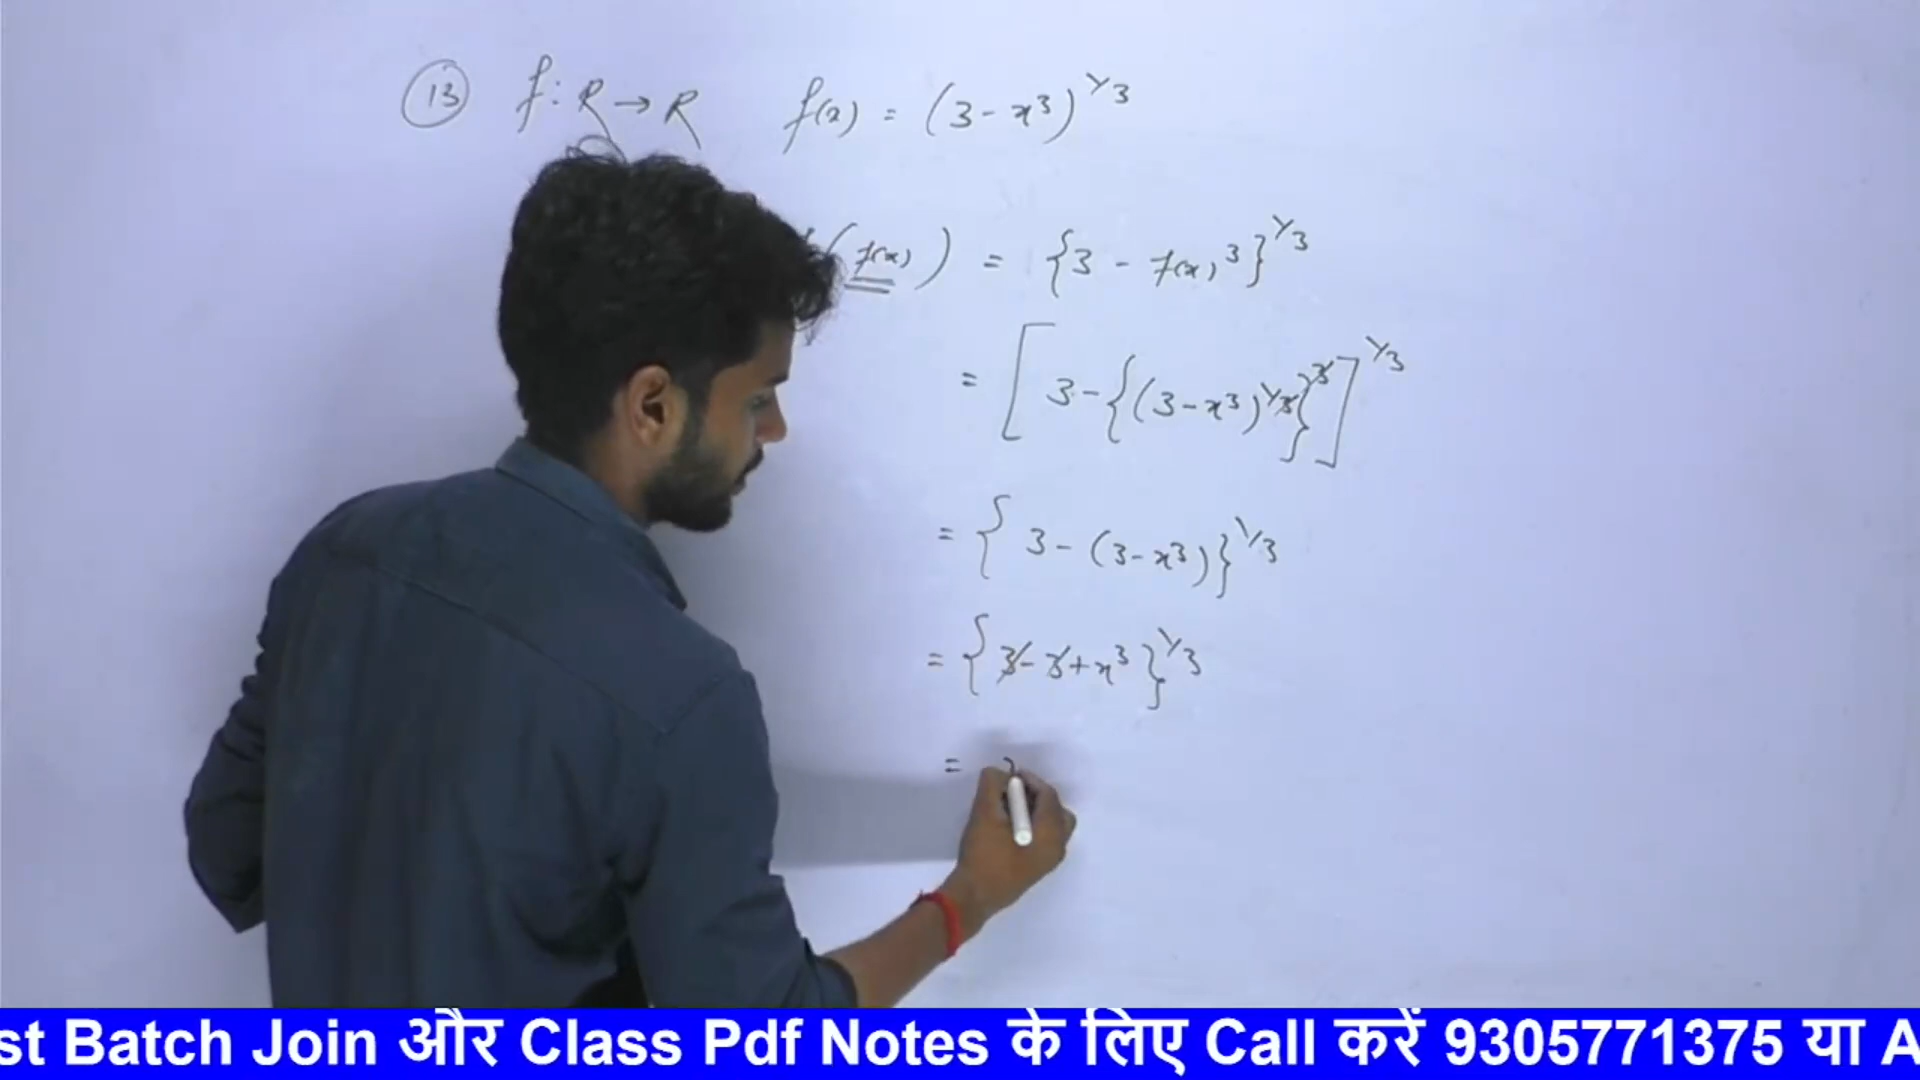 13 f: R → R f(x) = (3 - x³)^1/3
(f(x)) = {3 - f(x)³}^1/3
= [3 - {(3 - x³)^1/3}³]^1/3
= {3 - (3 - x³)}^1/3
= {3 - 3 + x³}^1/3
=
st Batch Join और Class Pdf Notes के लिए Call करें 9305771375 या A